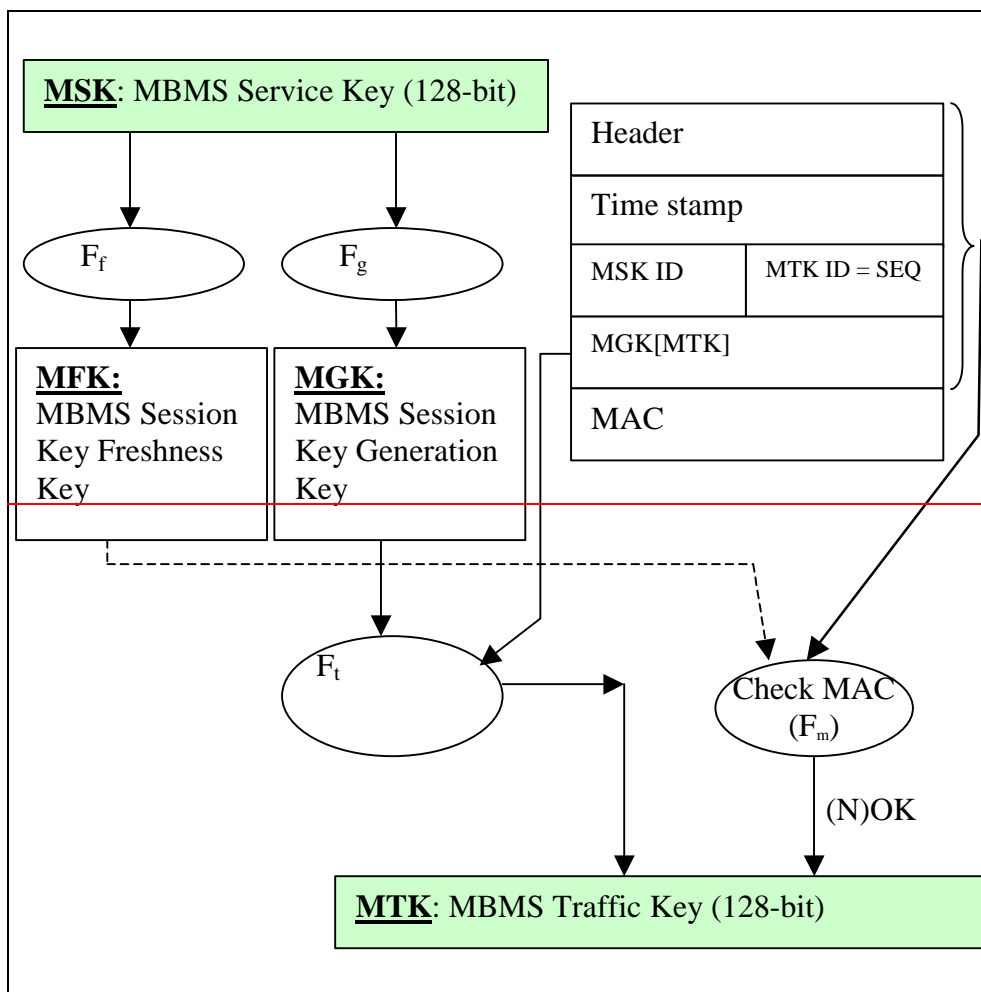 MSK: MBMS Service Key (128-bit)
Header
Time stamp
MSK ID
MTK ID = SEQ
MGK[MTK]
MAC
Ff
Fg
MFK:
MBMS Session
Key Freshness
Key
MGK:
MBMS Session
Key Generation
Key
Ft
Check MAC
(Fm)
(N)OK
MTK: MBMS Traffic Key (128-bit)